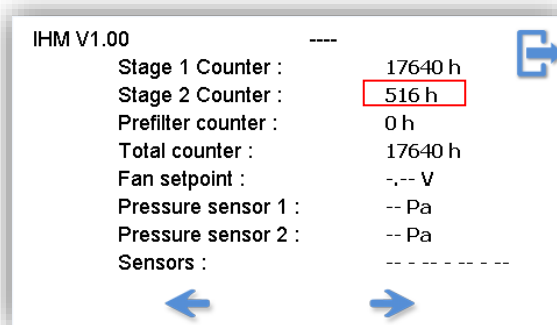 IHM V1.00 ----
Stage 1 Counter : 17640 h
Stage 2 Counter : 516 h
Prefilter counter : 0 h
Total counter : 17640 h
Fan setpoint : -.-- V
Pressure sensor 1 : -- Pa
Pressure sensor 2 : -- Pa
Sensors : -- - -- - -- - --